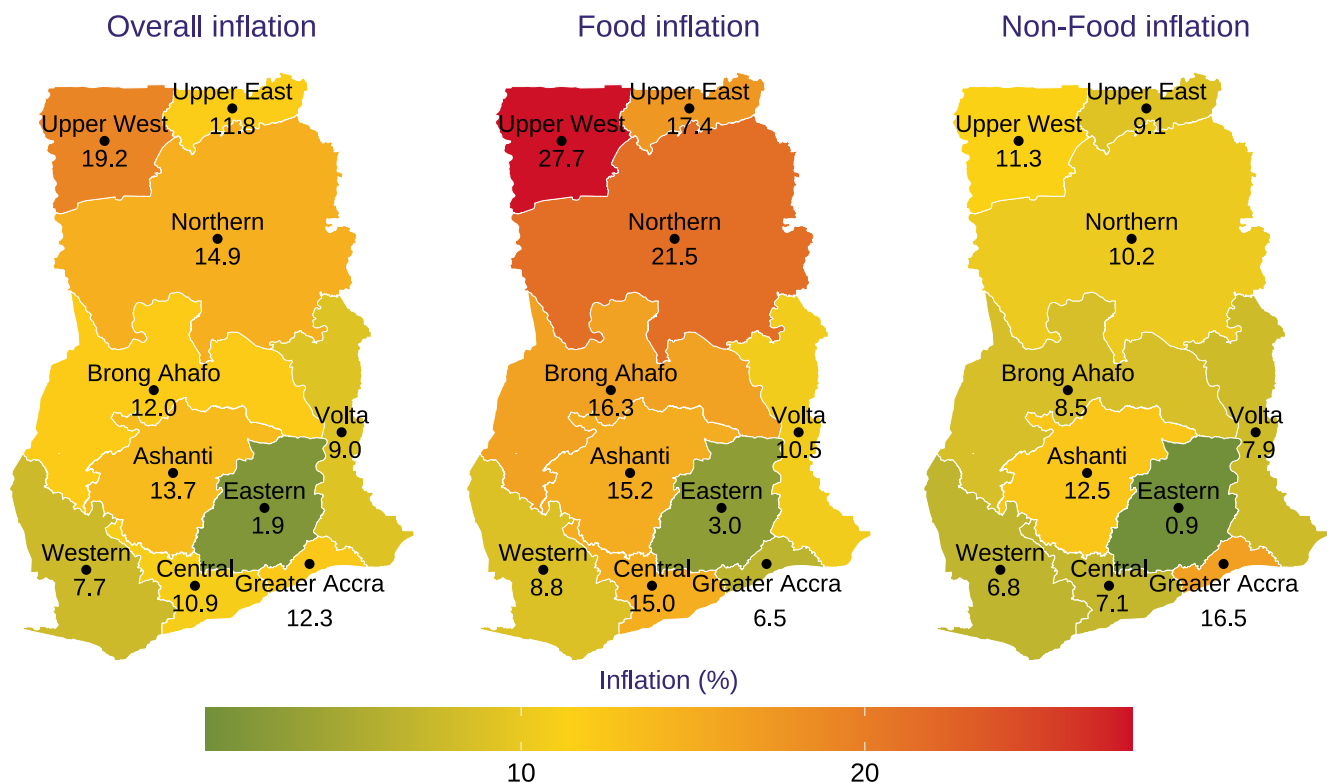 Overall inflation
Upper East
11.8
Upper West
19.2
Northern
14.9
Brong Ahafo
12.0
Volta
9.0
Ashanti
13.7
Eastern
1.9
Western
7.7
Central
10.9
Greater Accra
12.3
Food inflation
Upper East
17.4
Upper West
27.7
Northern
21.5
Brong Ahafo
16.3
Volta
10.5
Ashanti
15.2
Eastern
3.0
Western
8.8
Central
15.0
Greater Accra
6.5
Non-Food inflation
Upper East
9.1
Upper West
11.3
Northern
10.2
Brong Ahafo
8.5
Volta
7.9
Ashanti
12.5
Eastern
0.9
Western
6.8
Central
7.1
Greater Accra
16.5
Inflation (%)
10
20